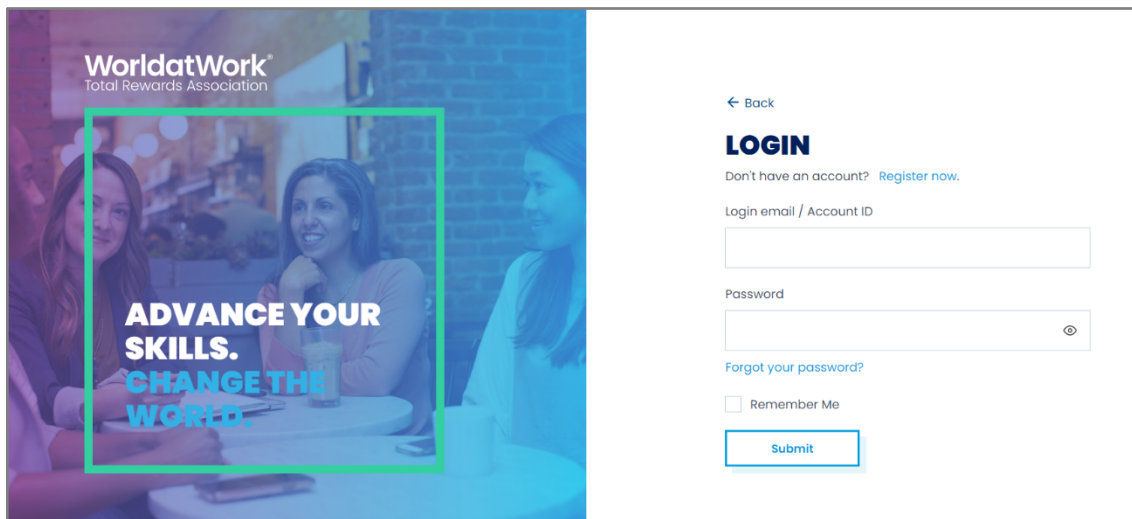 WorldatWork®
Total Rewards Association
ADVANCE YOUR
SKILLS.
CHANGE THE
WORLD.
← Back
LOGIN
Don't have an account? Register now.
Login email / Account ID
Password
Forgot your password?
Remember Me
Submit